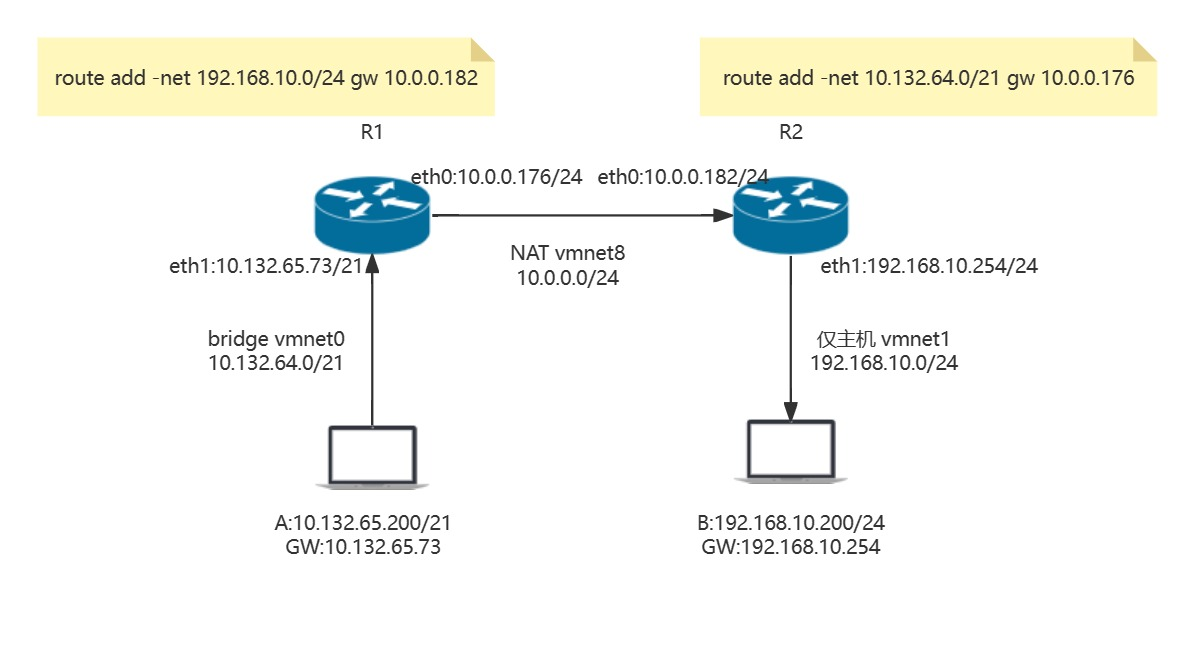 route add -net 192.168.10.0/24 gw 10.0.0.182
route add -net 10.132.64.0/21 gw 10.0.0.176
R1
R2
eth0:10.0.0.176/24
eth0:10.0.0.182/24
NAT vmnet8
10.0.0.0/24
eth1:10.132.65.73/21
eth1:192.168.10.254/24
bridge vmnet0
10.132.64.0/21
仅主机 vmnet1
192.168.10.0/24
A:10.132.65.200/21
GW:10.132.65.73
B:192.168.10.200/24
GW:192.168.10.254